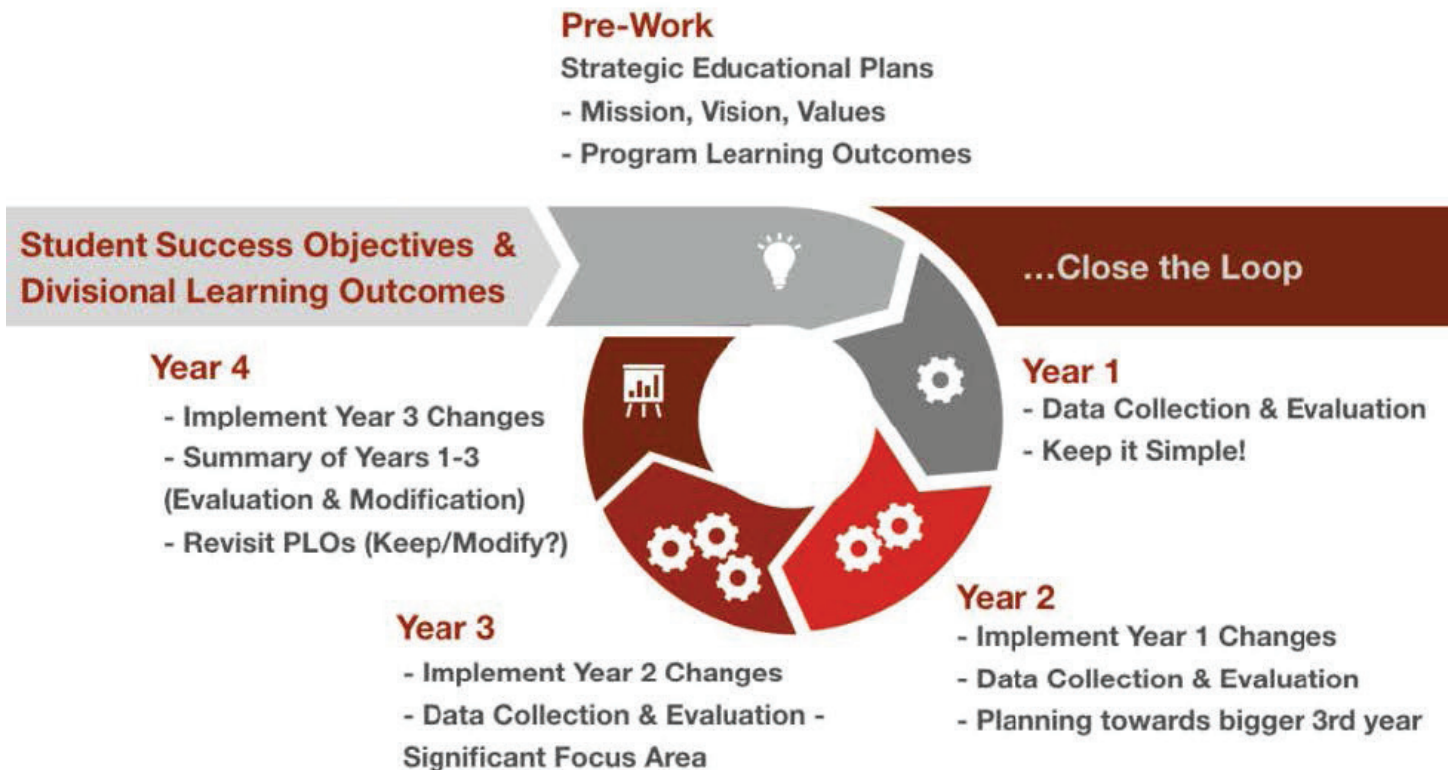 Pre-Work
Strategic Educational Plans
- Mission, Vision, Values
- Program Learning Outcomes
Student Success Objectives &
Divisional Learning Outcomes
...Close the Loop
Year 1
- Data Collection & Evaluation
- Keep it Simple!
Year 2
- Implement Year 1 Changes
- Data Collection & Evaluation
- Planning towards bigger 3rd year
Year 3
- Implement Year 2 Changes
- Data Collection & Evaluation -
Significant Focus Area
Year 4
- Implement Year 3 Changes
- Summary of Years 1-3
(Evaluation & Modification)
- Revisit PLOs (Keep/Modify?)